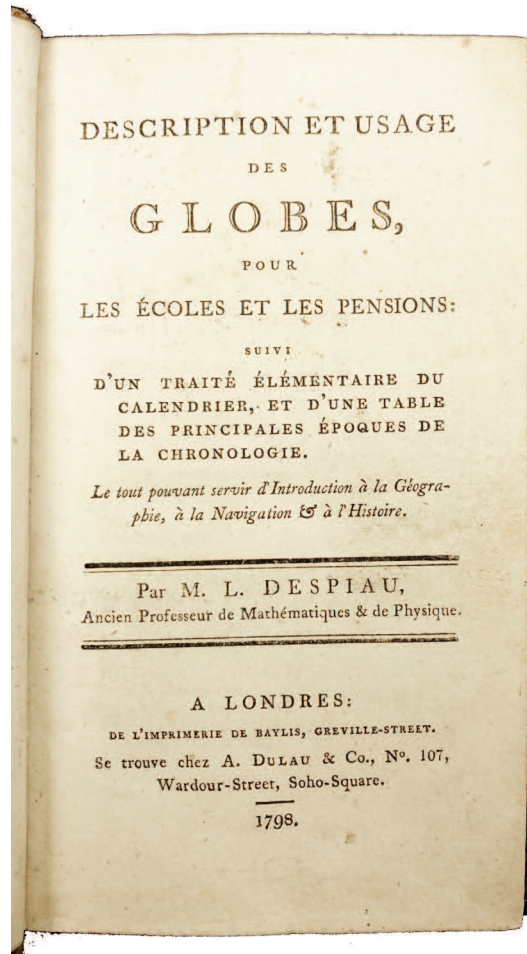 DESCRIPTION ET USAGE
DES
GLOBES,
POUR
LES ÉCOLES ET LES PENSIONS:
SUIVI
D'UN TRAITÉ ÉLÉMENTAIRE DU
CALENDRIER, ET D'UNE TABLE
DES PRINCIPALES ÉPOQUES DE
LA CHRONOLOGIE.
Le tout pouvant servir d'Introduction à la Géogra-
phie, à la Navigation & à l'Histoire.
Par M. L. DESPIAU,
Ancien Professeur de Mathématiques & de Physique.
A LONDRES:
DE L'IMPRIMERIE DE BAYLIS, GREVILLE-STREET.
Se trouve chez A. DULAU & Co., No. 107,
Wardour-Street, Soho-Square.
1798.